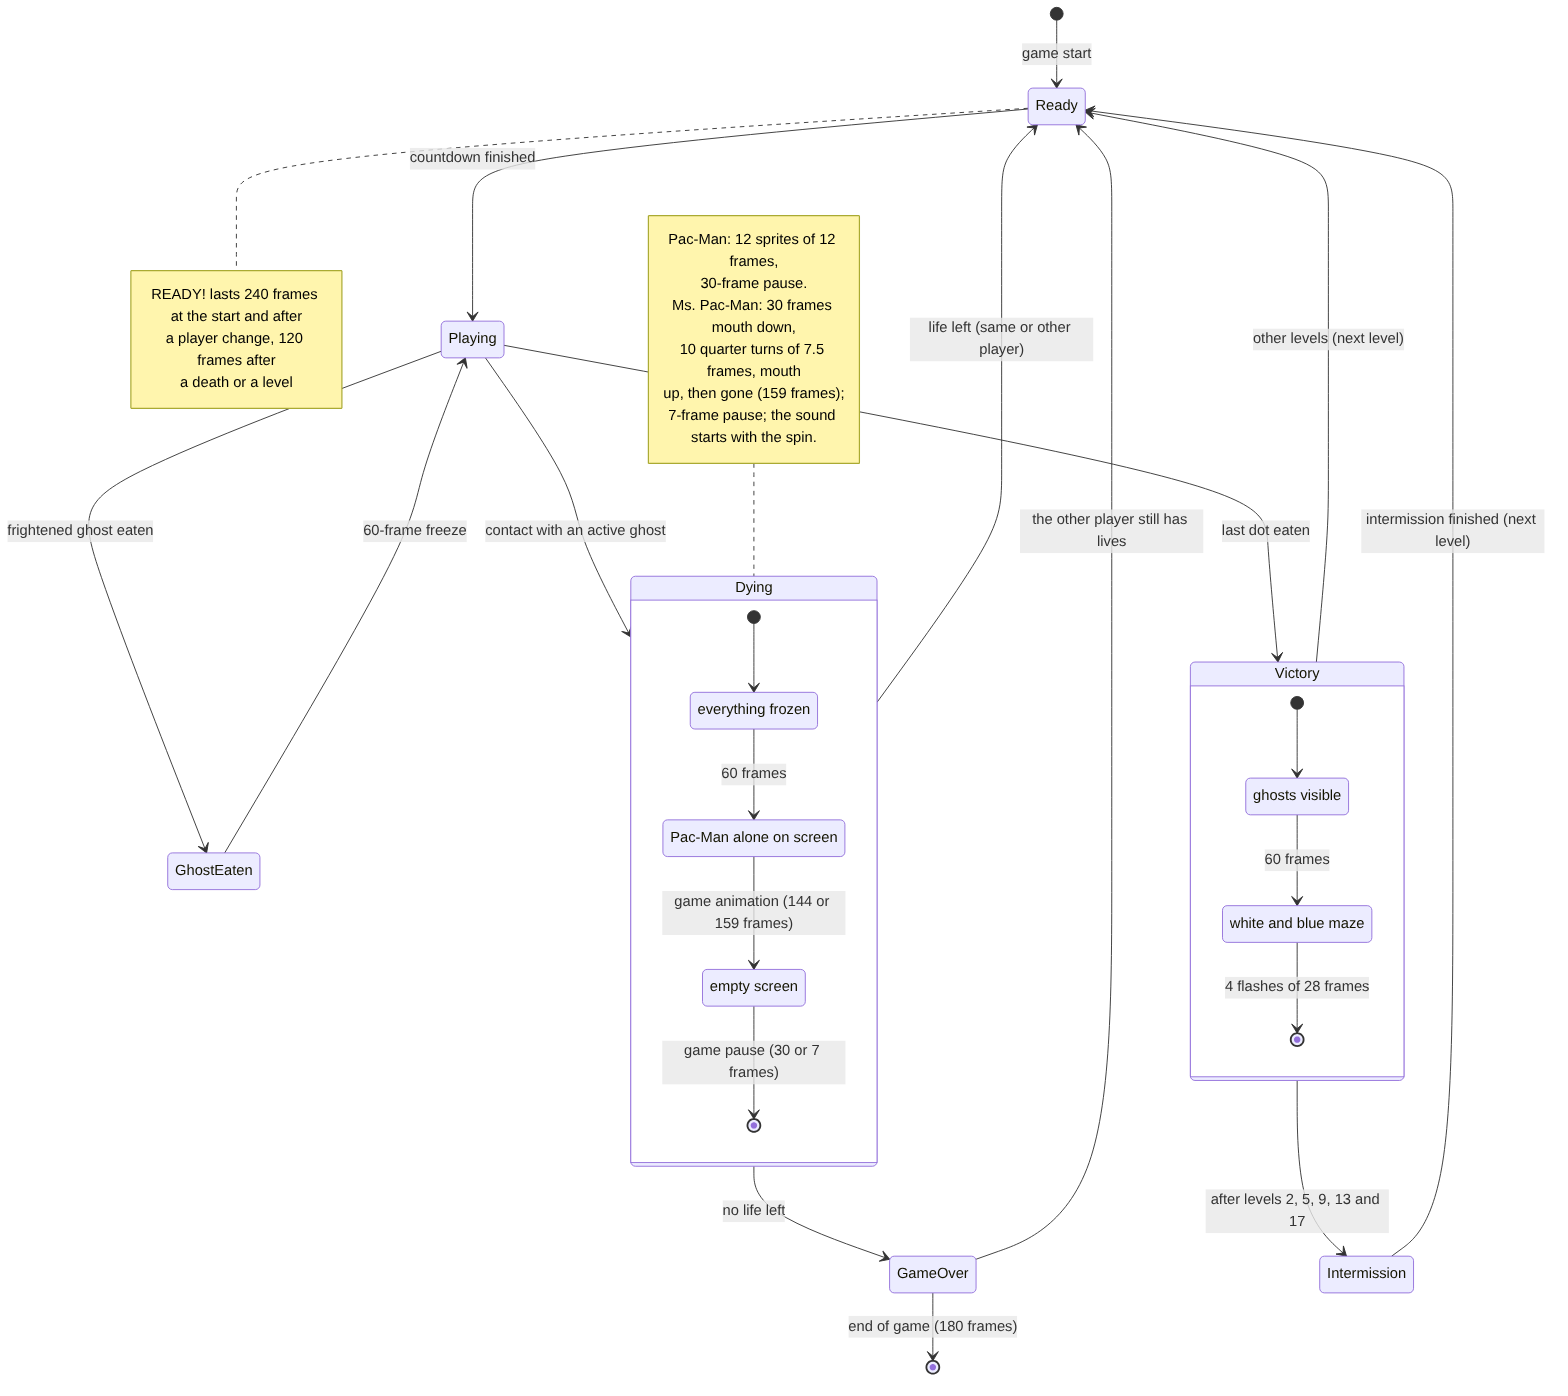 game start
Ready
countdown finished
READY! lasts 240 frames
at the start and after
a player change, 120
frames after
a death or a level
Pac-Man: 12 sprites of 12
frames,
30-frame pause.
Ms. Pac-Man: 30 frames
mouth down,
10 quarter turns of 7.5
frames, mouth
up, then gone (159 frames);
7-frame pause; the sound
starts with the spin.
Playing
life left (same or other
player)
other levels (next level)
frightened ghost eaten
60-frame freeze
contact with an active ghost
the other player still has
lives
last dot eaten
intermission finished (next
level)
Dying
everything frozen
60 frames
Pac-Man alone on screen
game animation (144 or
159 frames)
empty screen
game pause (30 or 7
frames)
Victory
ghosts visible
60 frames
white and blue maze
4 flashes of 28 frames
GhostEaten
no life left
after levels 2, 5, 9, 13 and
17
GameOver
Intermission
end of game (180 frames)